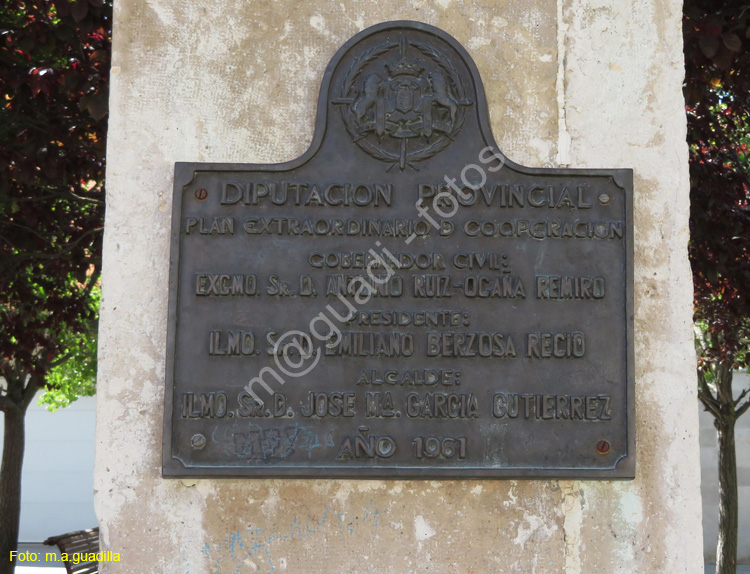 DIPUTACION PROVINCIAL
PLAN EXTRAORDINARIO D COOPERACION
GOBERNADOR CIVIL:
EXCMO. SR. D. ANTONIO RUIZ-OCAÑA REMIRO
PRESIDENTE:
ILMO. SR. D. EMILIANO BERZOSA RECIO
ALCALDE:
ILMO. SR. D. JOSE Mª. GARCIA GUTIERREZ
AÑO 1961
m@guadi - @ fotos.
Foto: m.a.guadilla